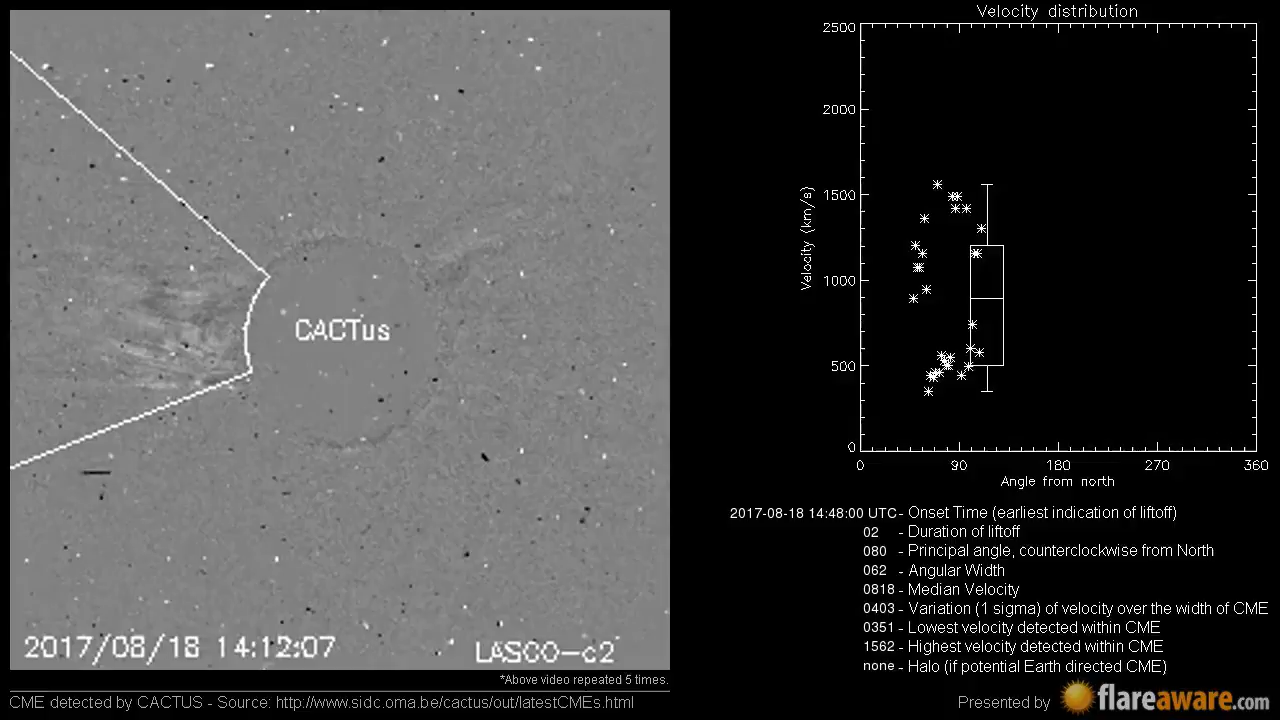 CACTus
2017/08/18 14:12:07
LASCO-c2
*Above video repeated 5 times.
CME detected by CACTUS - Source: http://www.sidc.oma.be/cactus/out/latestCMEs.html
Velocity distribution
2500
2000
1500
1000
500
0
Velocity (km/s)
0 90 180 270 360
Angle from north
2017-08-18 14:48:00 UTC - Onset Time (earliest indication of liftoff)
02 - Duration of liftoff
080 - Principal angle, counterclockwise from North
062 - Angular Width
0818 - Median Velocity
0403 - Variation (1 sigma) of velocity over the width of CME
0351 - Lowest velocity detected within CME
1562 - Highest velocity detected within CME
none - Halo (if potential Earth directed CME)
Presented by flareaware.com